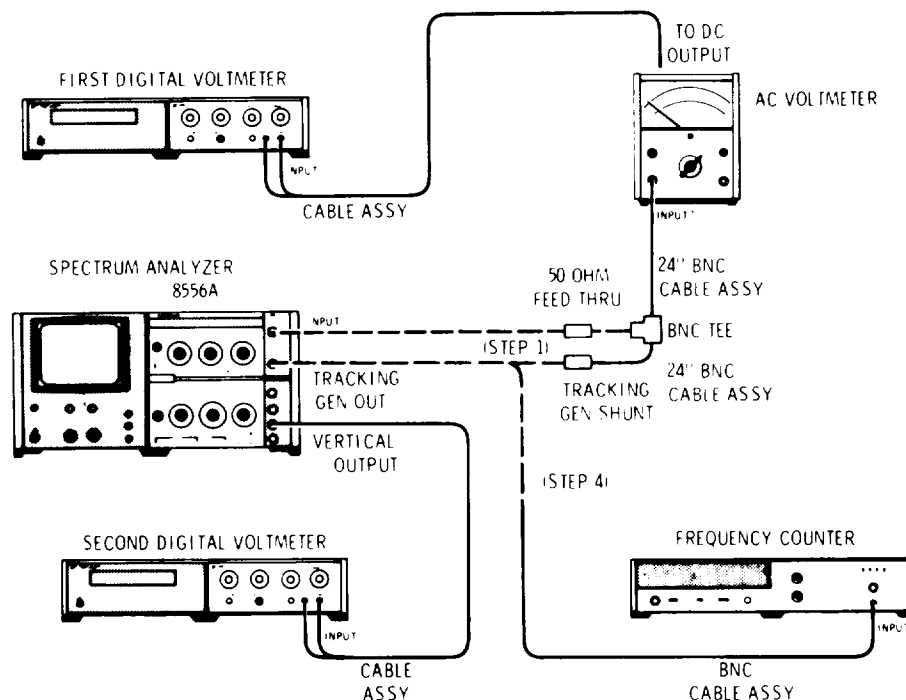 TO DC
OUTPUT
FIRST DIGITAL VOLTMETER
AC VOLTMETER
INPUT
CABLE ASSY
INPUT
SPECTRUM ANALYZER
8556A
50 OHM
FEED THRU
24" BNC
CABLE ASSY
INPUT
BNC TEE
(STEP 1)
TRACKING
GEN OUT
TRACKING
GEN SHUNT
24" BNC
CABLE ASSY
VERTICAL
OUTPUT
(STEP 4)
SECOND DIGITAL VOLTMETER
FREQUENCY COUNTER
INPUT
INPUT
CABLE
ASSY
BNC
CABLE ASSY